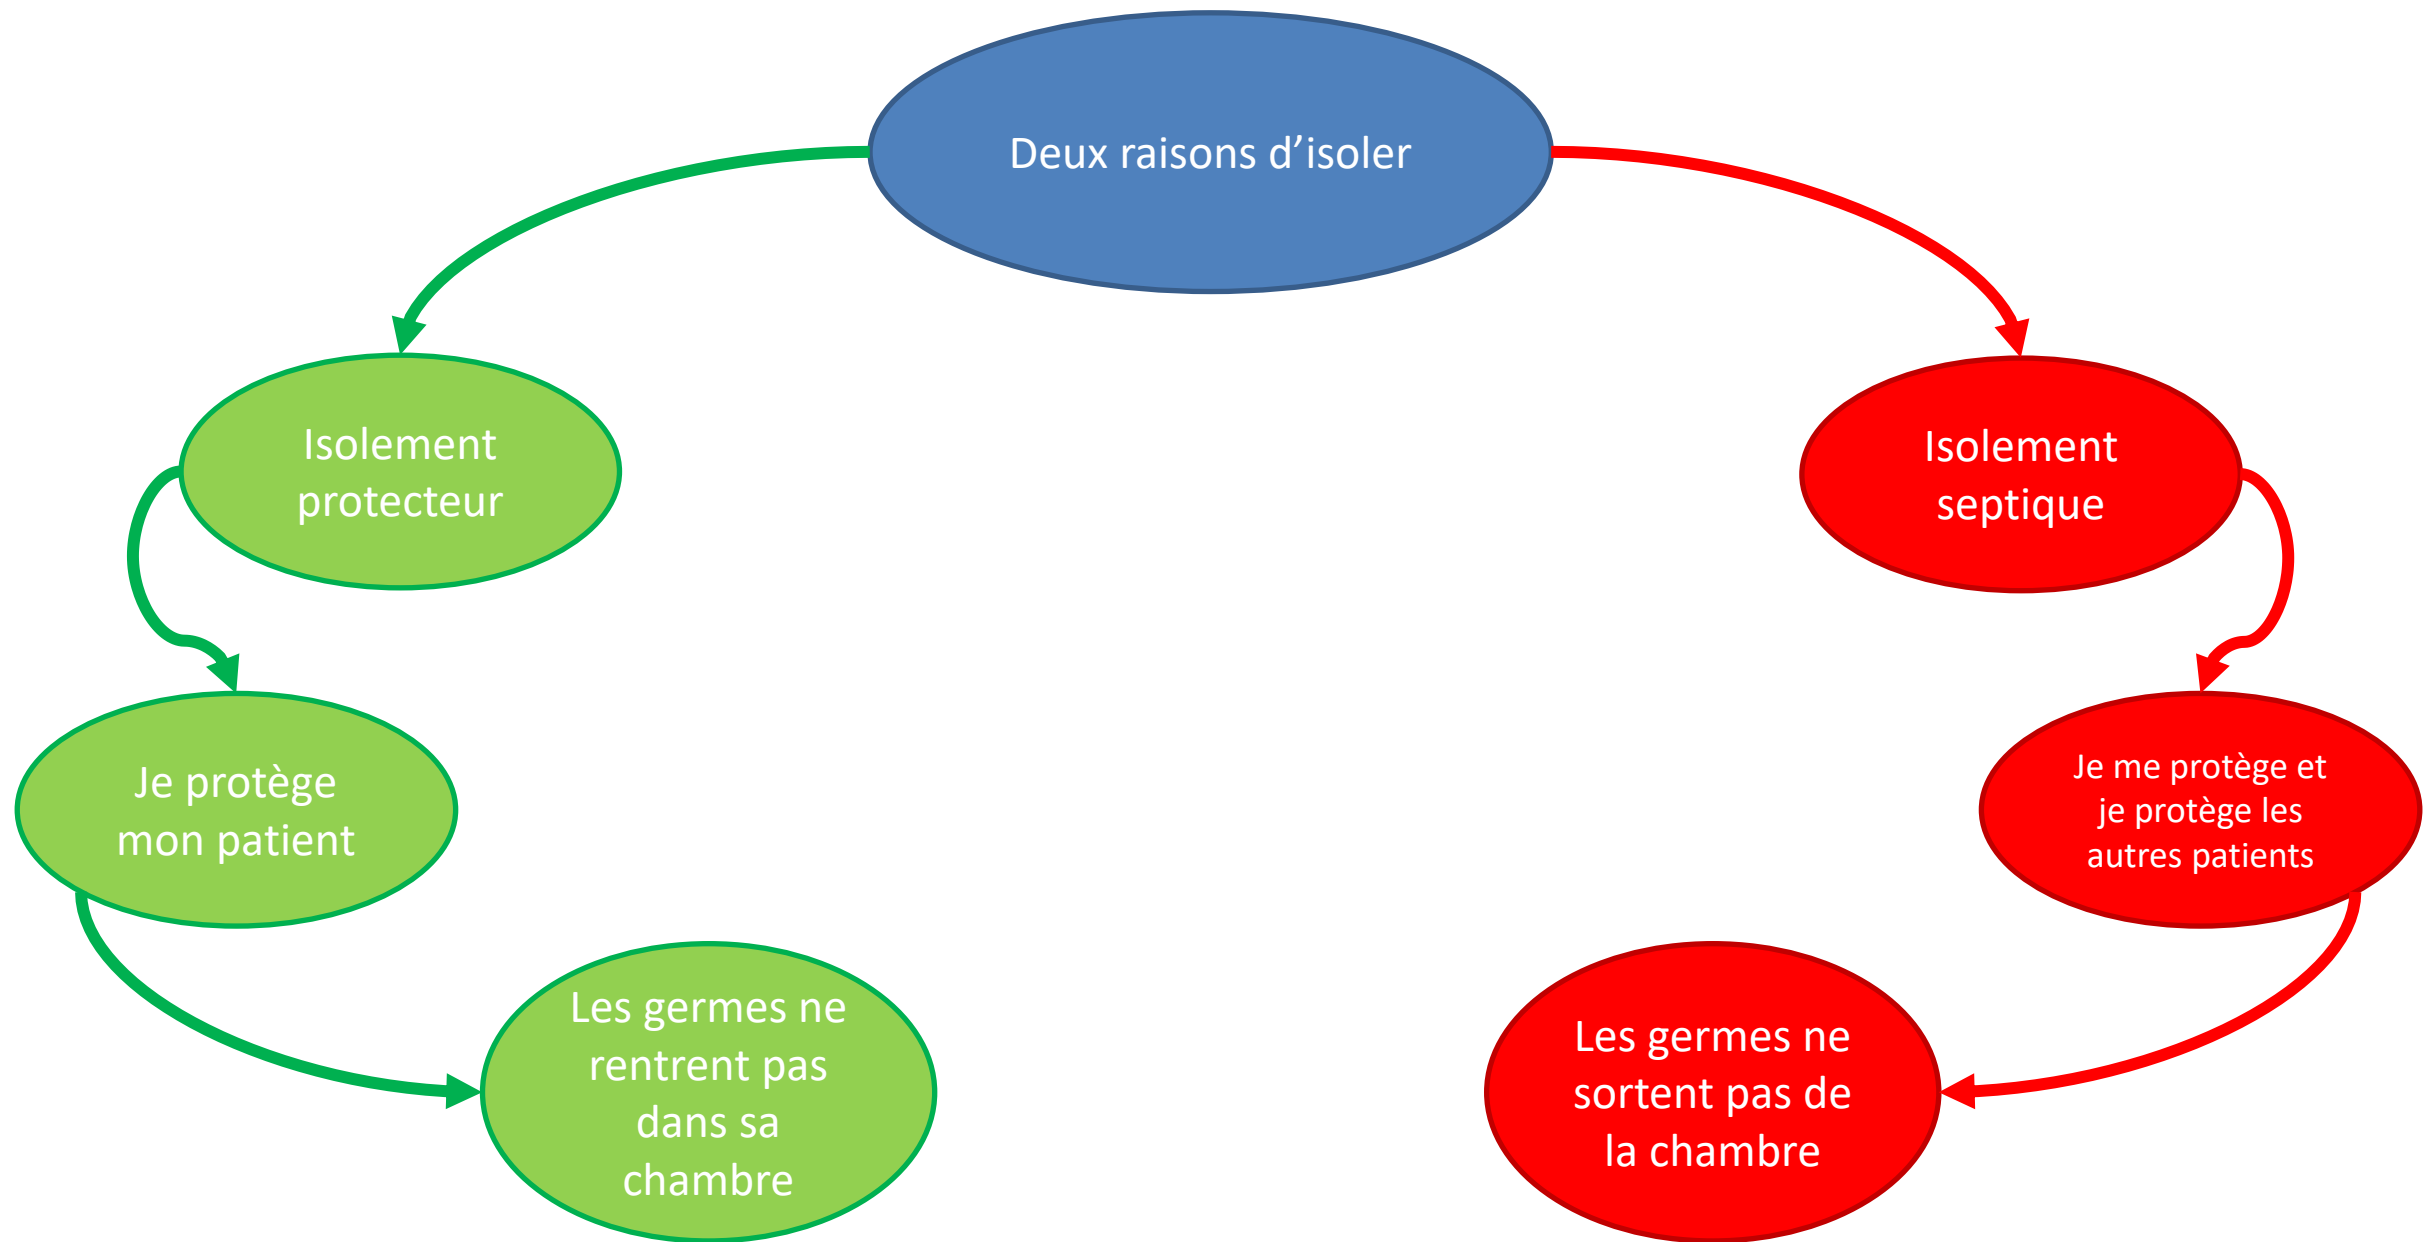 Deux raisons d’isoler
Isolement
protecteur
Isolement
septique
Je protège
mon patient
Je me protège et
je protège les
autres patients
Les germes ne
rentrent pas
dans sa
chambre
Les germes ne
sortent pas de
la chambre